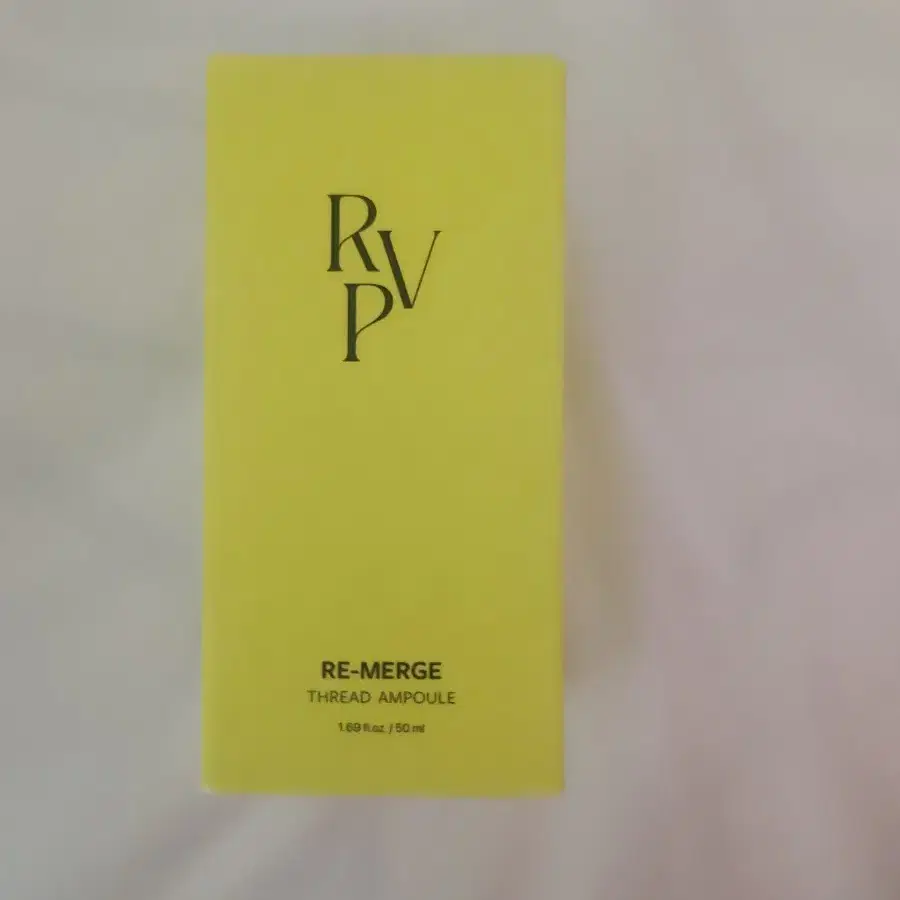 RVP
RE-MERGE
THREAD AMPOULE
1.69 fl.oz. / 50 ml